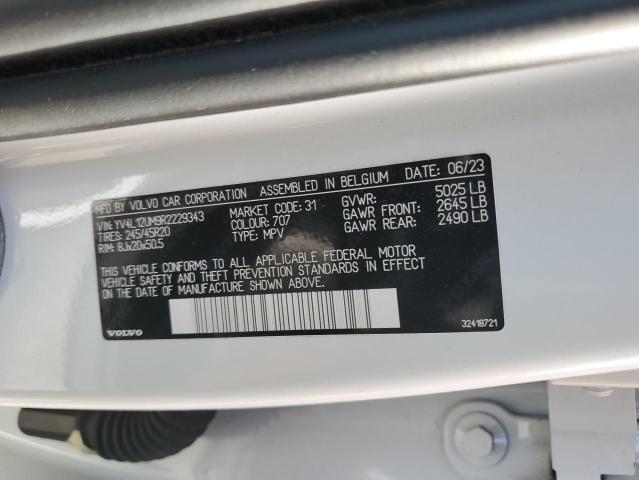 MFD BY VOLVO CAR CORPORATION ASSEMBLED IN BELGIUM DATE: 06/23
VIN: YV4L12UM9R2229343 MARKET CODE: 31 GVWR: 5025 LB
TIRES: 245/45R20 COLOUR: 707 GAWR FRONT: 2645 LB
RIM: 8Jx20x50.5 TYPE: MPV GAWR REAR: 2490 LB
THIS VEHICLE CONFORMS TO ALL APPLICABLE FEDERAL MOTOR
VEHICLE SAFETY AND THEFT PREVENTION STANDARDS IN EFFECT
ON THE DATE OF MANUFACTURE SHOWN ABOVE.
VOLVO 32418721